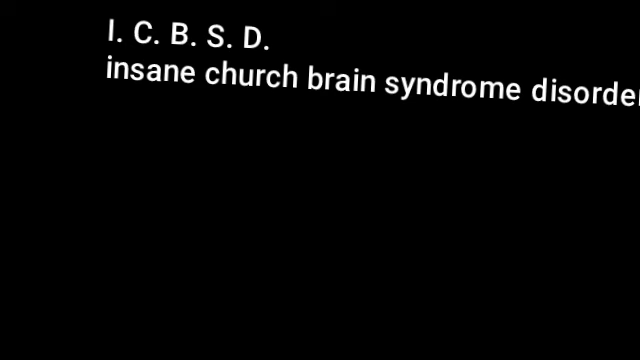 I. C. B. S. D.
insane church brain syndrome disorder